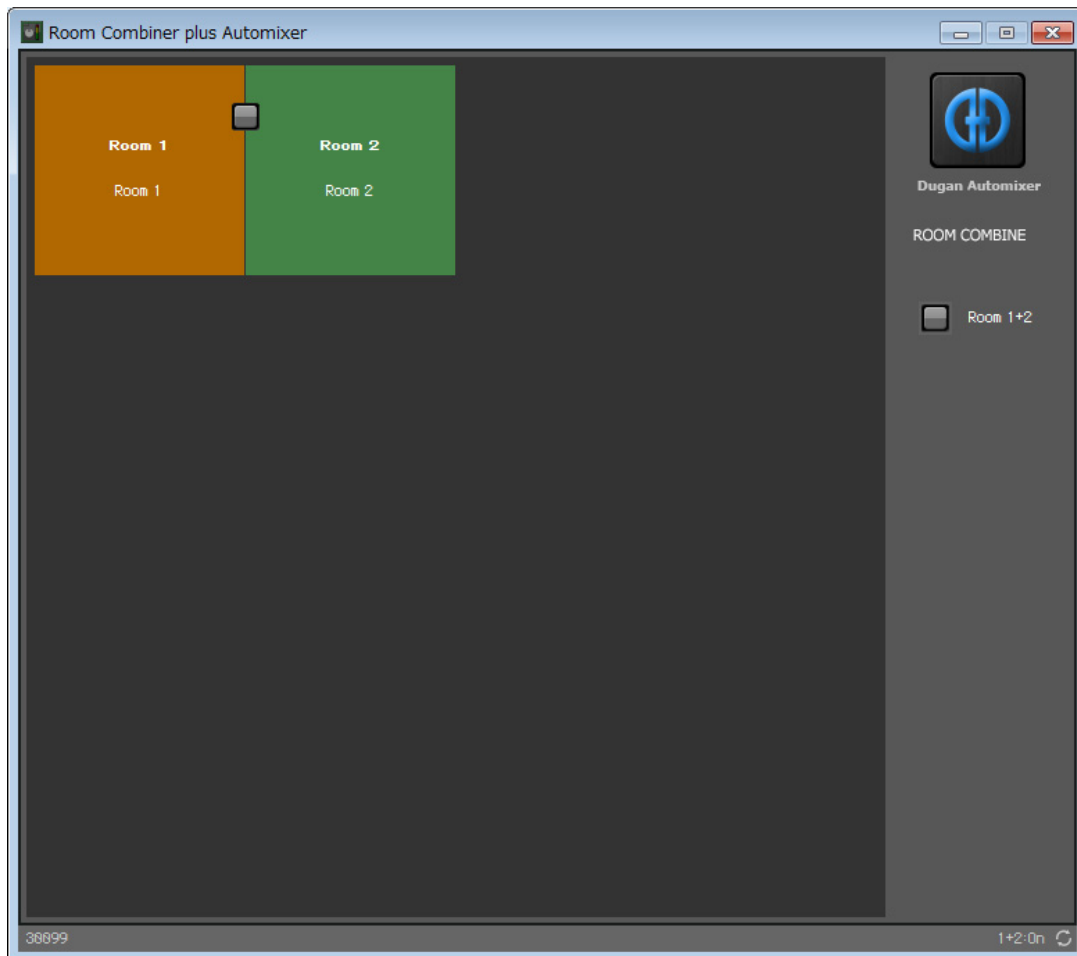 Room Combiner plus Automixer
Room 1
Room 2
Room 1
Room 2
Dugan Automixer
ROOM COMBINE
Room 1+2
30099
1+2:On